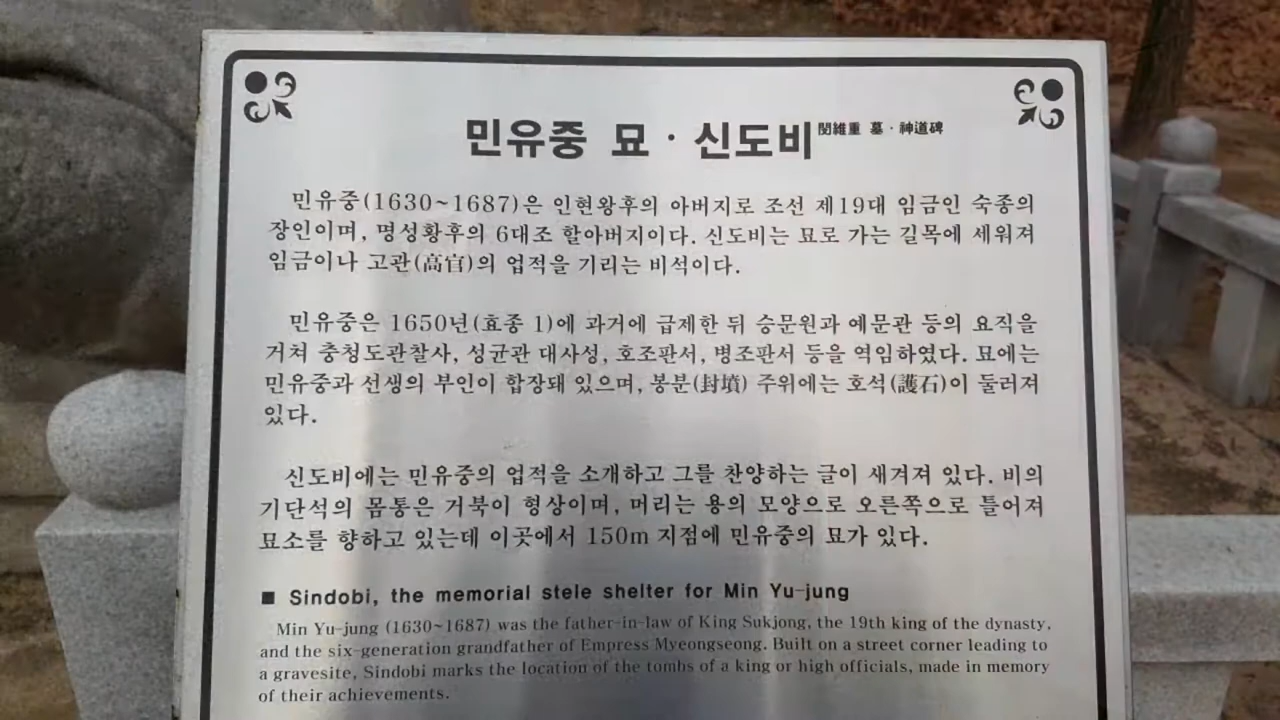 민유중 묘 · 신도비 閔維重 墓 · 神道碑
민유중(1630~1687)은 인현왕후의 아버지로 조선 제19대 임금인 숙종의
장인이며, 명성황후의 6대조 할아버지이다. 신도비는 묘로 가는 길목에 세워져
임금이나 고관(高官)의 업적을 기리는 비석이다.
민유중은 1650년(효종 1)에 과거에 급제한 뒤 승문원과 예문관 등의 요직을
거쳐 충청도관찰사, 성균관 대사성, 호조판서, 병조판서 등을 역임하였다. 묘에는
민유중과 선생의 부인이 합장돼 있으며, 봉분(封墳) 주위에는 호석(護石)이 둘러져
있다.
신도비에는 민유중의 업적을 소개하고 그를 찬양하는 글이 새겨져 있다. 비의
기단석의 몸통은 거북이 형상이며, 머리는 용의 모양으로 오른쪽으로 틀어져
묘소를 향하고 있는데 이곳에서 150m 지점에 민유중의 묘가 있다.
■ Sindobi, the memorial stele shelter for Min Yu-jung
Min Yu-jung (1630~1687) was the father-in-law of King Sukjong, the 19th king of the dynasty,
and the six-generation grandfather of Empress Myeongseong. Built on a street corner leading to
a gravesite, Sindobi marks the location of the tombs of a king or high officials, made in memory
of their achievements.